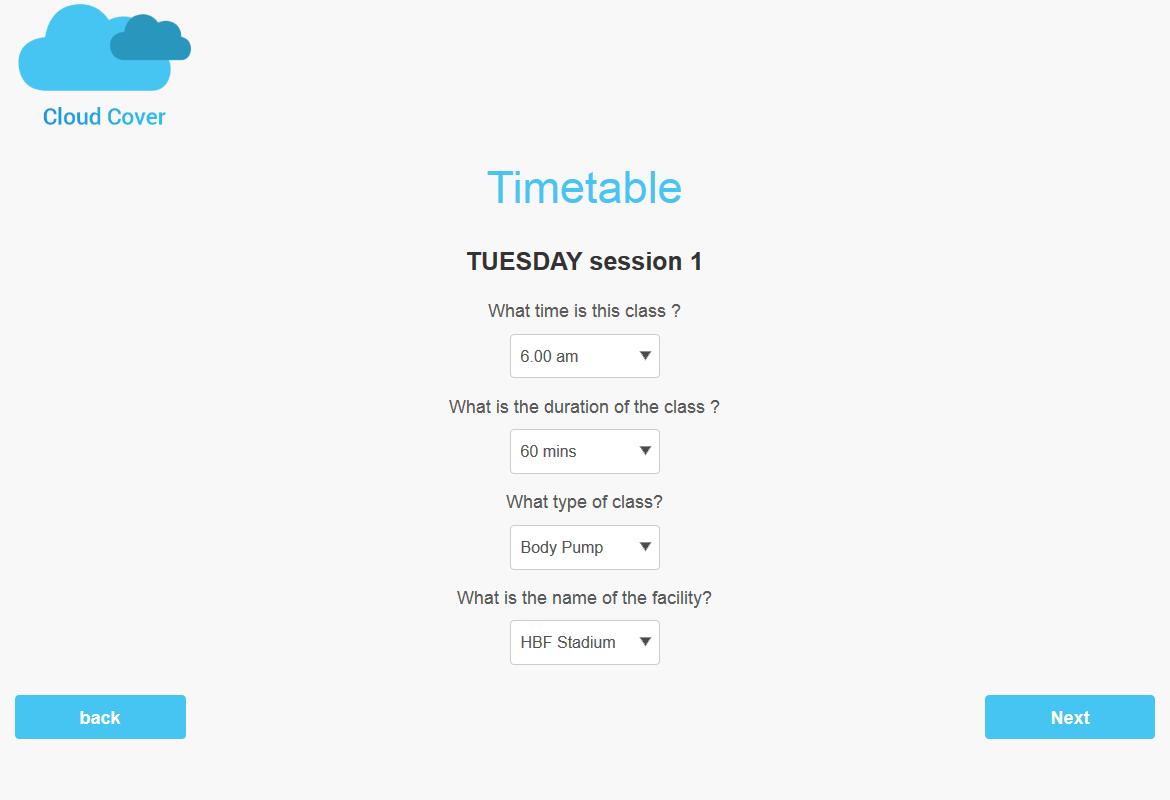 Cloud Cover
Timetable
TUESDAY session 1
What time is this class ?
6.00 am
What is the duration of the class ?
60 mins
What type of class?
Body Pump
What is the name of the facility?
HBF Stadium
back
Next